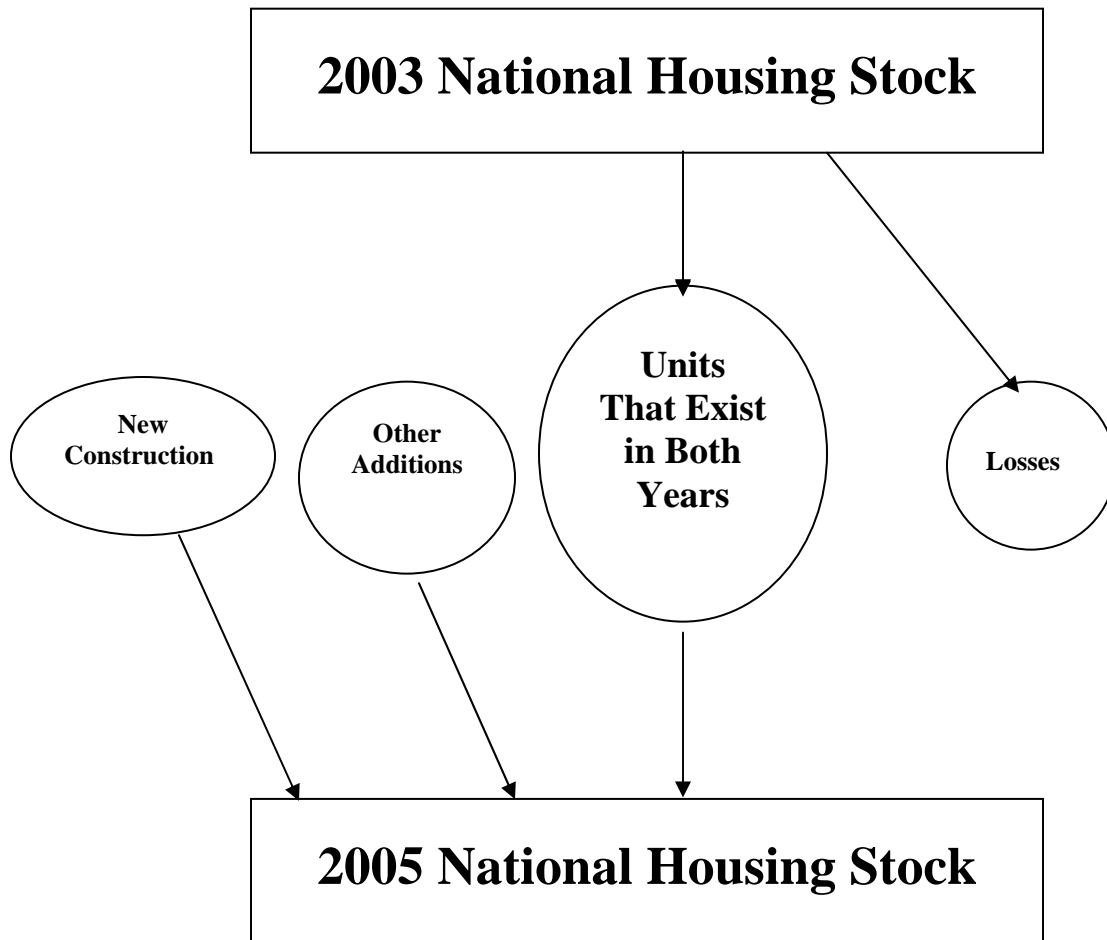 2003 National Housing Stock
New
Construction
Other
Additions
Units
That Exist
in Both
Years
Losses
2005 National Housing Stock